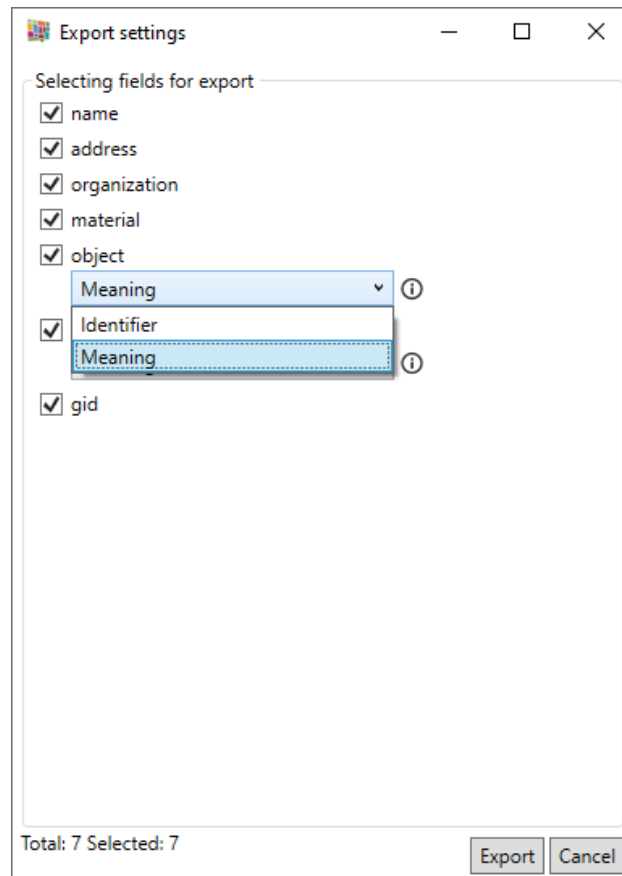 Export settings
Selecting fields for export
name
address
organization
material
object
Meaning
Identifier
Meaning
gid
Total: 7 Selected: 7
Export
Cancel